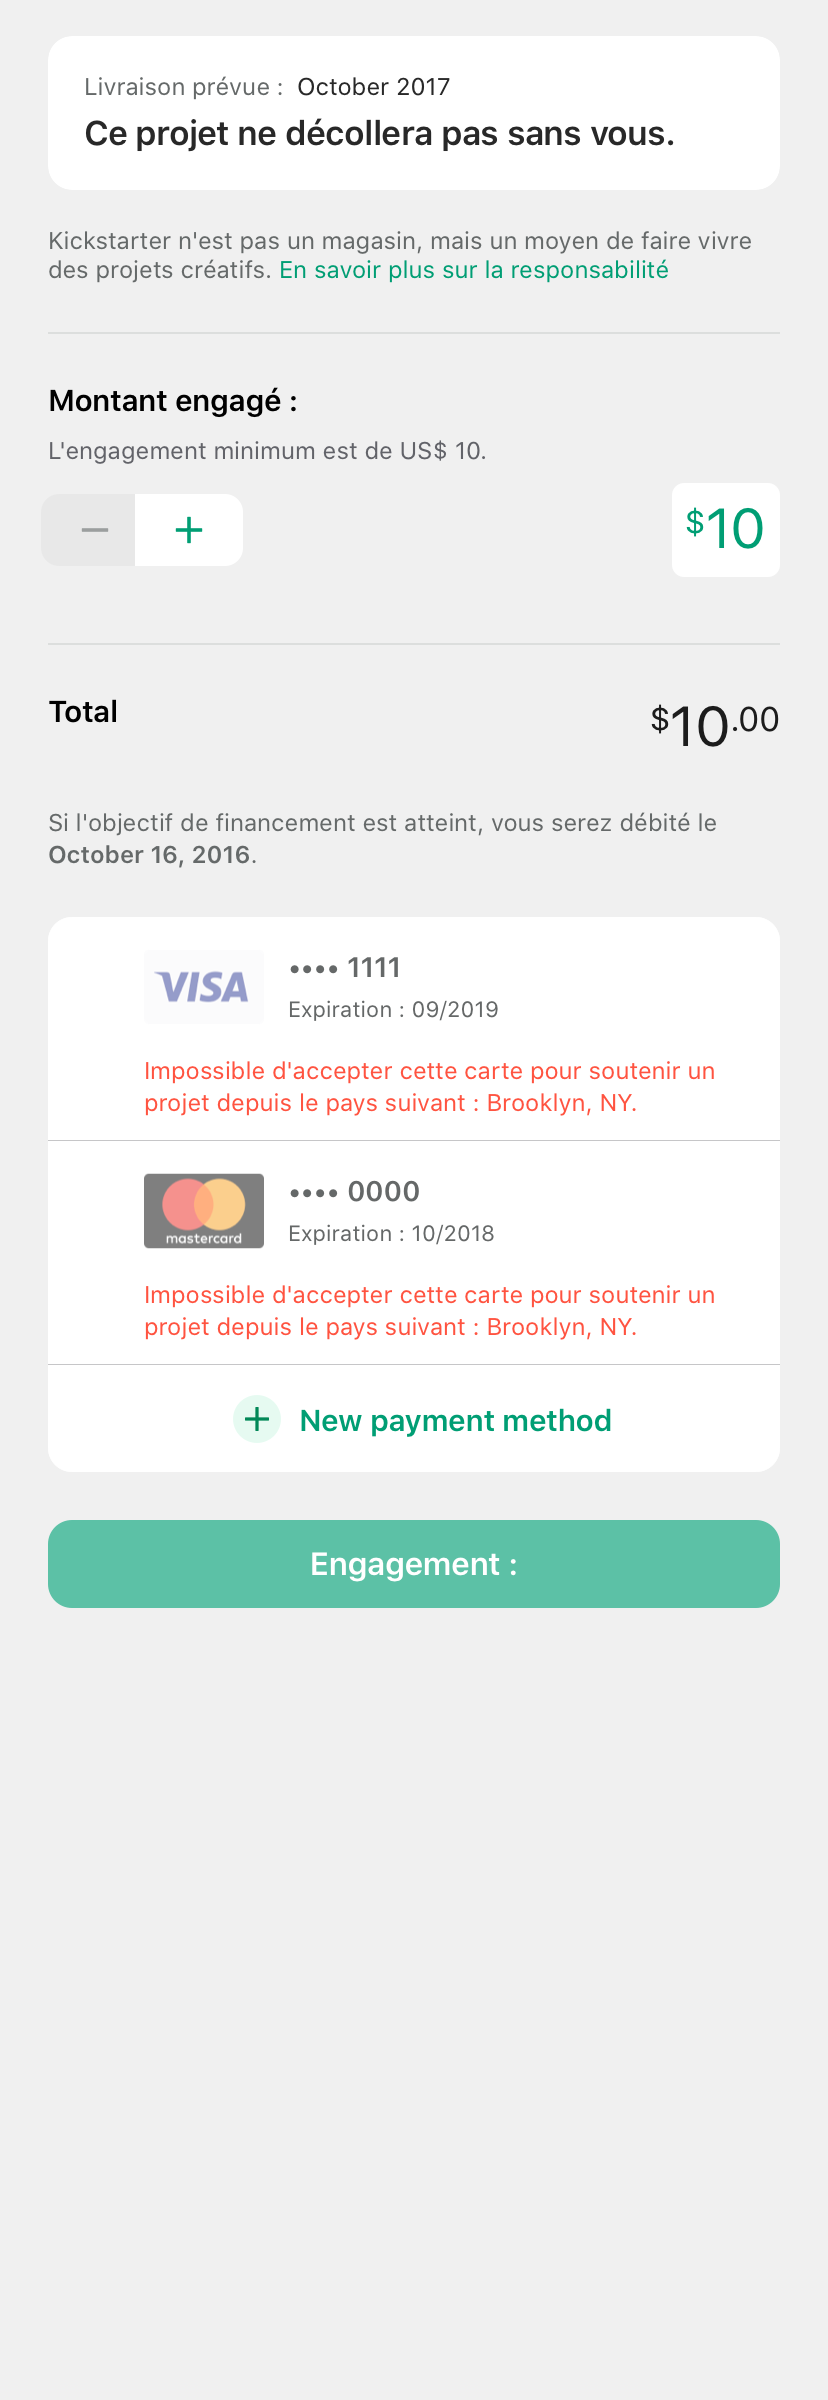 Livraison prévue : October 2017
Ce projet ne décollera pas sans vous.
Kickstarter n'est pas un magasin, mais un moyen de faire vivre
des projets créatifs. En savoir plus sur la responsabilité
Montant engagé :
L'engagement minimum est de US$ 10.
− + $10
Total $10.00
Si l'objectif de financement est atteint, vous serez débité le
October 16, 2016.
VISA •••• 1111
Expiration : 09/2019
Impossible d'accepter cette carte pour soutenir un
projet depuis le pays suivant : Brooklyn, NY.
•••• 0000
mastercard Expiration : 10/2018
Impossible d'accepter cette carte pour soutenir un
projet depuis le pays suivant : Brooklyn, NY.
+ New payment method
Engagement :